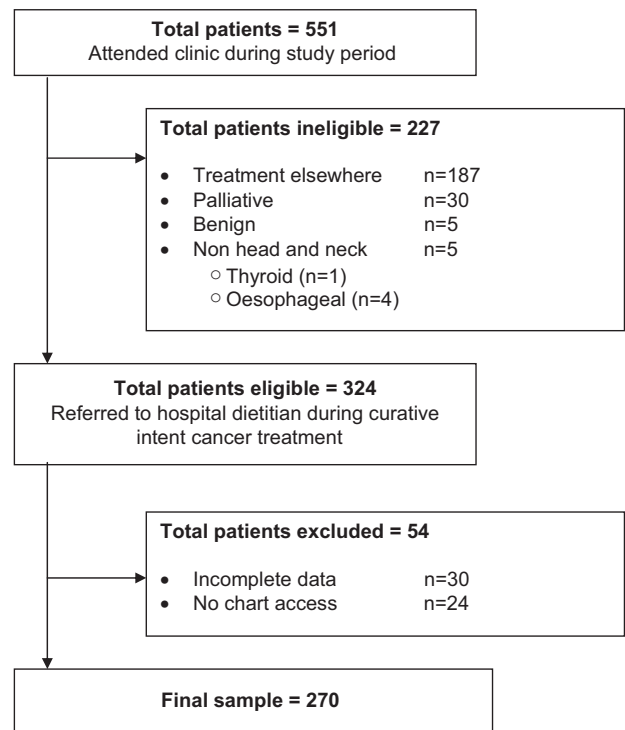 Total patients = 551
Attended clinic during study period
Total patients ineligible = 227
• Treatment elsewhere n=187
• Palliative n=30
• Benign n=5
• Non head and neck n=5
○ Thyroid (n=1)
○ Oesophageal (n=4)
Total patients eligible = 324
Referred to hospital dietitian during curative
intent cancer treatment
Total patients excluded = 54
• Incomplete data n=30
• No chart access n=24
Final sample = 270